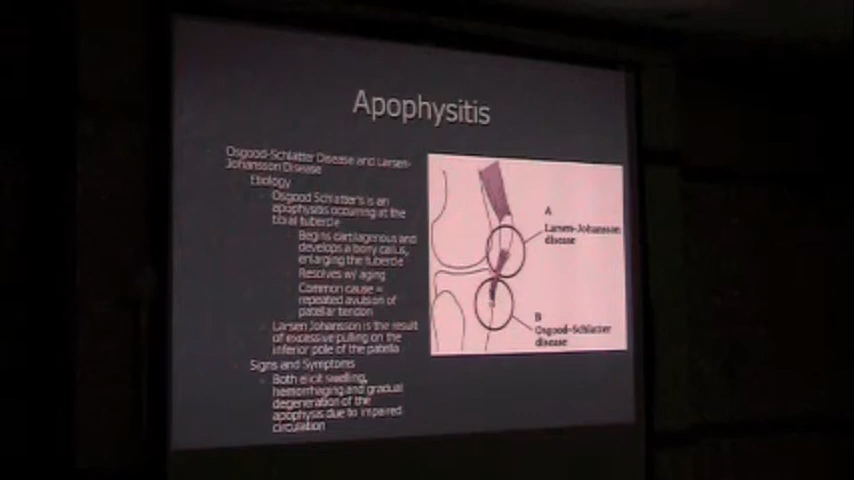 Apophysitis
Osgood-Schlatter Disease and Larsen-
Johansson Disease
Etiology
Osgood Schlatter's is an
apophysitis occurring at the
tibial tubercle
Begins cartilagenous and
develops a bony callus,
enlarging the tubercle
Resolves w/ aging
Common cause =
repeated avulsion of
patellar tendon
Larsen Johansson is the result
of excessive pulling on the
inferior pole of the patella
Signs and Symptoms
Both elicit swelling,
hemorrhaging and gradual
degeneration of the
apophysis due to impaired
circulation
A
Larsen-Johansson
disease
B
Osgood-Schlatter
disease